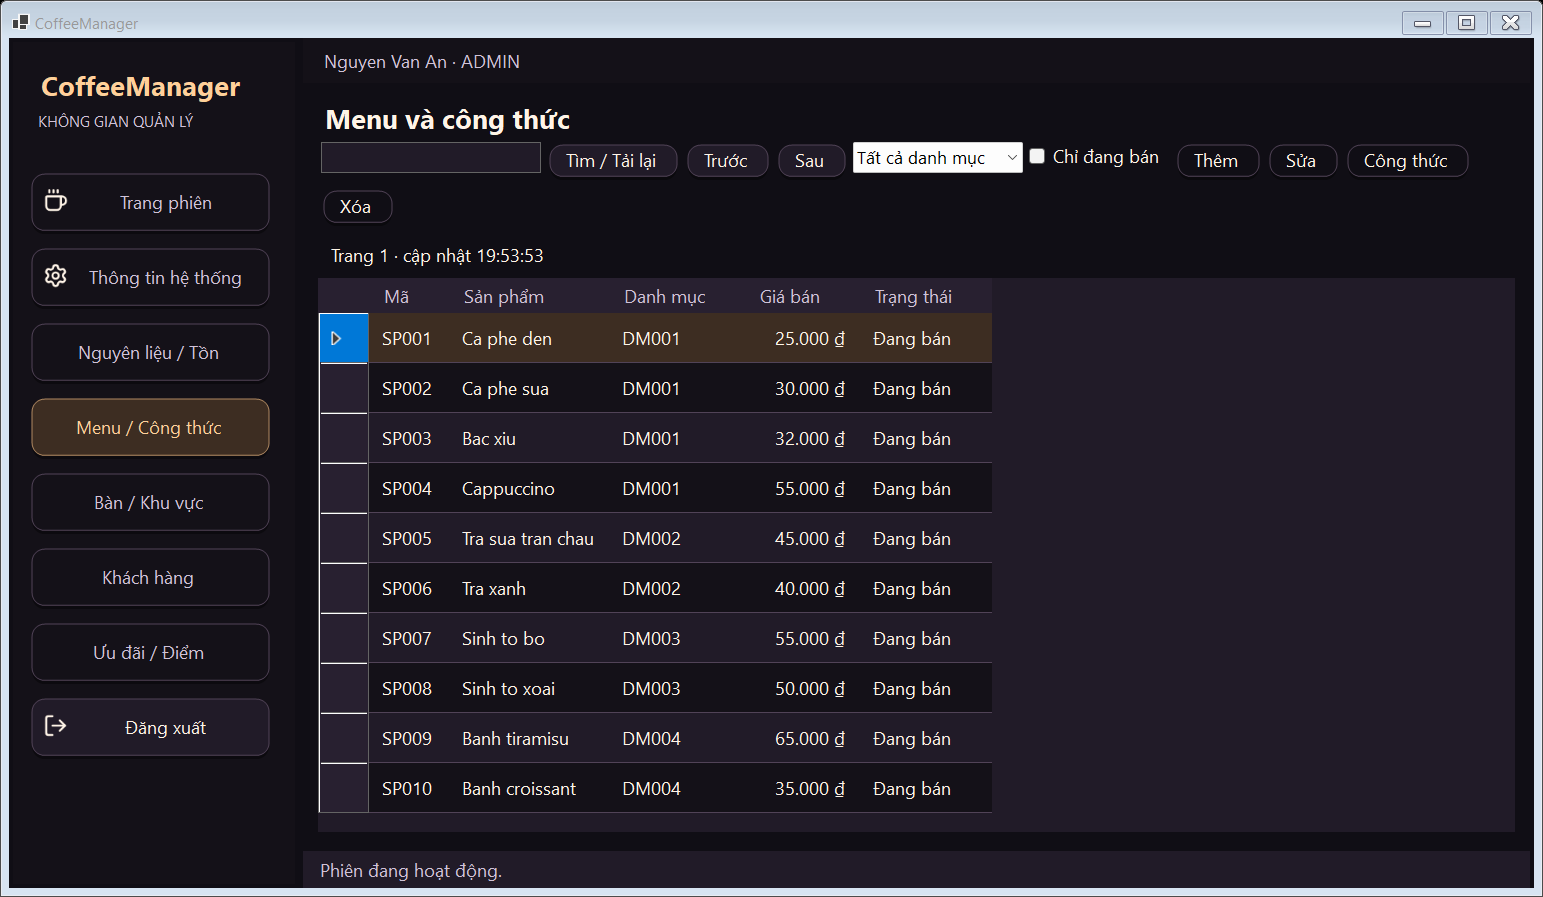 CoffeeManager
CoffeeManager
KHÔNG GIAN QUẢN LÝ
Trang phiên
Thông tin hệ thống
Nguyên liệu / Tồn
Menu / Công thức
Bàn / Khu vực
Khách hàng
Ưu đãi / Điểm
Đăng xuất
Nguyen Van An · ADMIN
Menu và công thức
Tìm / Tải lại Trước Sau Tất cả danh mục Chỉ đang bán Thêm Sửa Công thức
Xóa
Trang 1 · cập nhật 19:53:53
Mã Sản phẩm Danh mục Giá bán Trạng thái
SP001 Ca phe den DM001 25.000 ₫ Đang bán
SP002 Ca phe sua DM001 30.000 ₫ Đang bán
SP003 Bac xiu DM001 32.000 ₫ Đang bán
SP004 Cappuccino DM001 55.000 ₫ Đang bán
SP005 Tra sua tran chau DM002 45.000 ₫ Đang bán
SP006 Tra xanh DM002 40.000 ₫ Đang bán
SP007 Sinh to bo DM003 55.000 ₫ Đang bán
SP008 Sinh to xoai DM003 50.000 ₫ Đang bán
SP009 Banh tiramisu DM004 65.000 ₫ Đang bán
SP010 Banh croissant DM004 35.000 ₫ Đang bán
Phiên đang hoạt động.